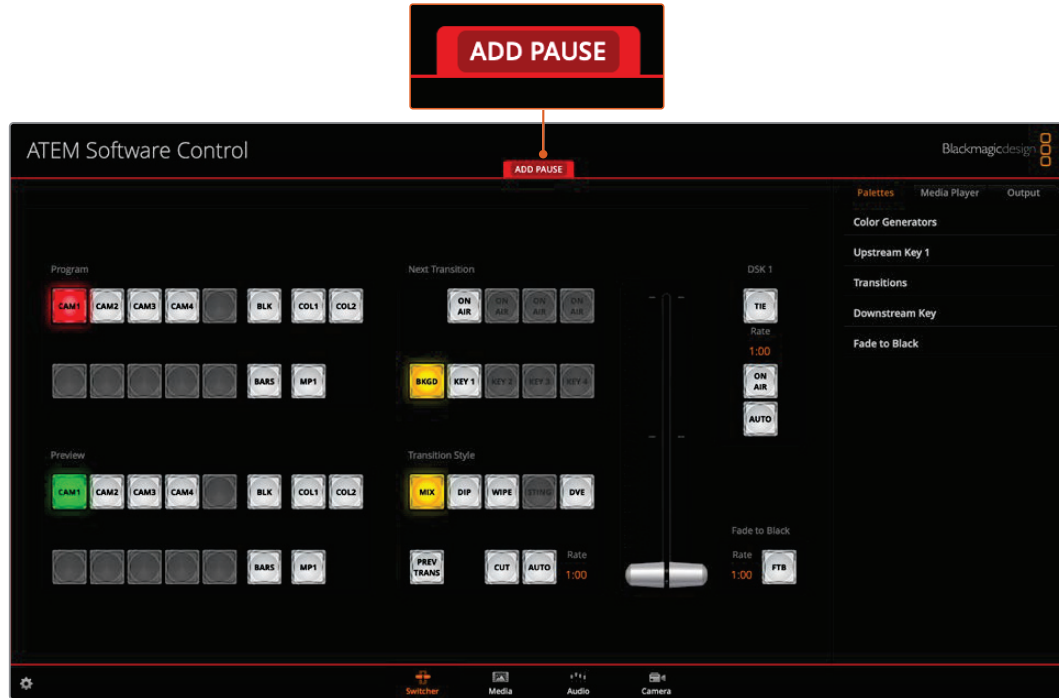 ADD PAUSE
ATEM Software Control
Blackmagicdesign
ADD PAUSE
Palettes Media Player Output
Color Generators
Upstream Key 1
Transitions
Downstream Key
Fade to Black
Program
CAM1 CAM2 CAM3 CAM4 BLK COL1 COL2
BARS MP1
Next Transition
ON AIR ON AIR ON AIR ON AIR
BKGD KEY 1 KEY 2 KEY 3 KEY 4
DSK 1
TIE
Rate
1:00
ON AIR
AUTO
Preview
CAM1 CAM2 CAM3 CAM4 BLK COL1 COL2
BARS MP1
Transition Style
MIX DIP WIPE STING DVE
PREV TRANS CUT AUTO Rate 1:00
Fade to Black
Rate
1:00 FTB
Switcher Media Audio Camera